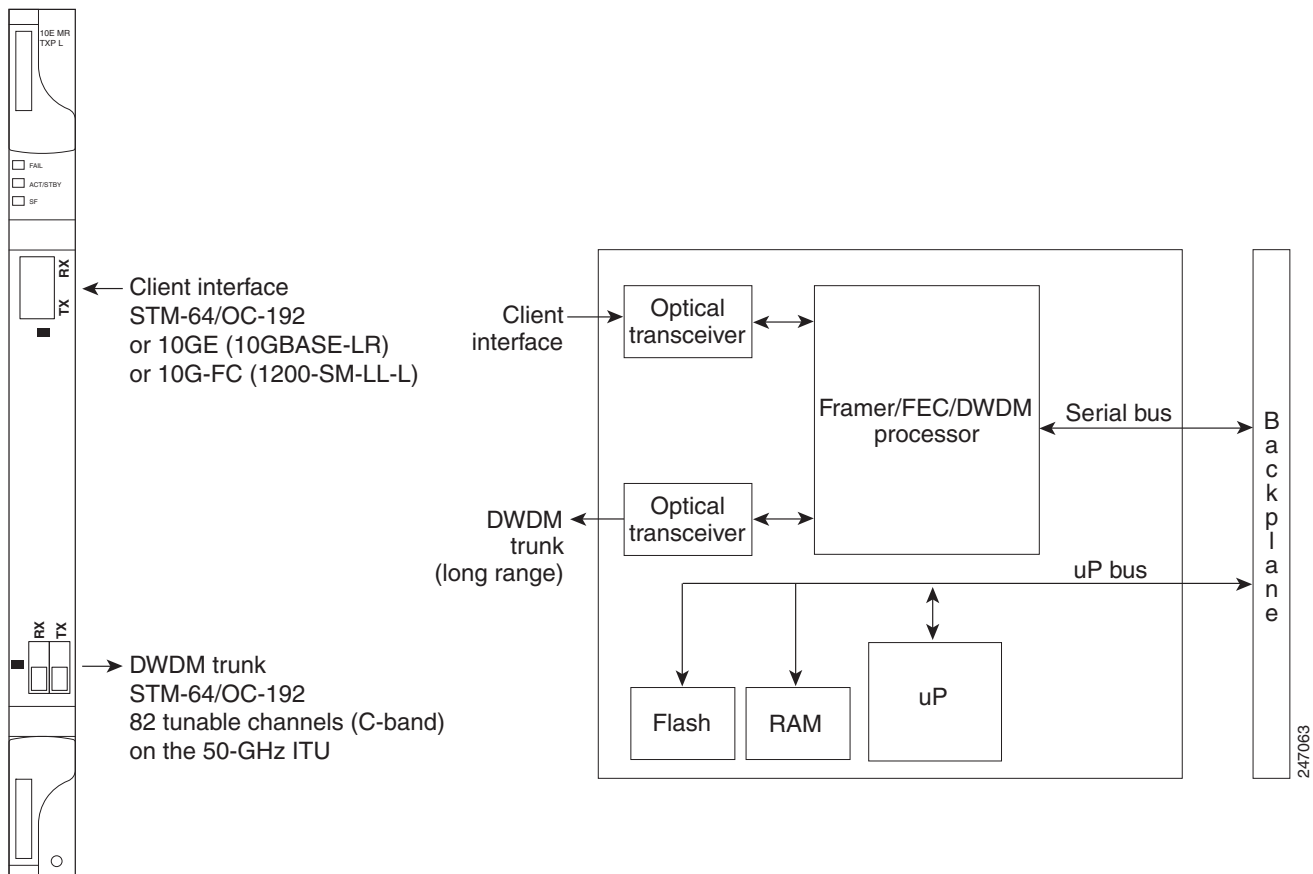 10E MR
TXP L
FAIL
ACT/STBY
SF
RX
TX
Client interface
STM-64/OC-192
or 10GE (10GBASE-LR)
or 10G-FC (1200-SM-LL-L)
RX
TX
DWDM trunk
STM-64/OC-192
82 tunable channels (C-band)
on the 50-GHz ITU
Client
interface
Optical
transceiver
Framer/FEC/DWDM
processor
Serial bus
DWDM
trunk
(long range)
Optical
transceiver
uP bus
Flash
RAM
uP
Backplane
247063